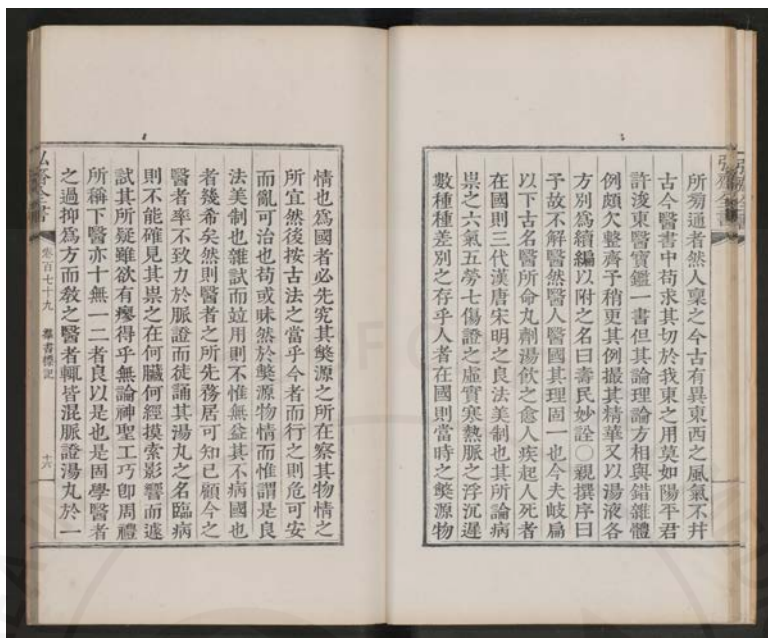 所旁通者然人稟之今古有異東西之風氣不井
古今醫書中苟求其切於我東之用莫如陽平君
許浚東醫寶鑑一書但其論理論方相與錯雜體
例頗欠整齊予稍更其例撮其精華又以湯液各
方別爲續編以附之名曰壽民妙詮○親撰序曰
予故不解醫然醫人醫國其理固一也今夫岐扁
以下古名醫所命丸劑湯飮之愈人疾起人死者
在國則三代漢唐宋明之良法美制也其所論病
祟之六氣五勞七傷證之虛實寒熱脈之浮沉遲
數種種差別之存乎人者在國則當時之獘源物
情也爲國者必先究其獘源之所在察其物情之
所宜然後按古法之當乎今者而行之則危可安
而亂可治也苟或昧然於獘源物情而惟謂是良
法美制也雜試而竝用則不惟無益其不病國也
者幾希矣然則醫者之所先務居可知已顧今之
醫者率不致力於脈證而徒誦其湯丸之名臨病
則不能確見其祟之在何臟何經摸索影響而遽
試其所疑雖欲有瘳得乎無論神聖工巧卽周禮
所稱下醫亦十無一二者良以是也是固學醫者
之過抑爲方而敎之醫者輒皆混脈證湯丸於一
弘齋全書
卷百七十九
羣書標記
十六